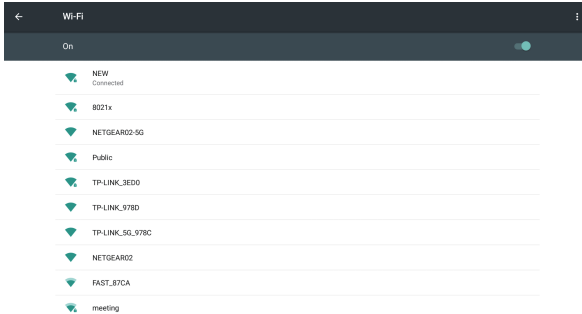 Wi-Fi
On
NEW
Connected
8021x
NETGEAR02-5G
Public
TP-LINK_3ED0
TP-LINK_978D
TP-LINK_5G_978C
NETGEAR02
FAST_87CA
meeting